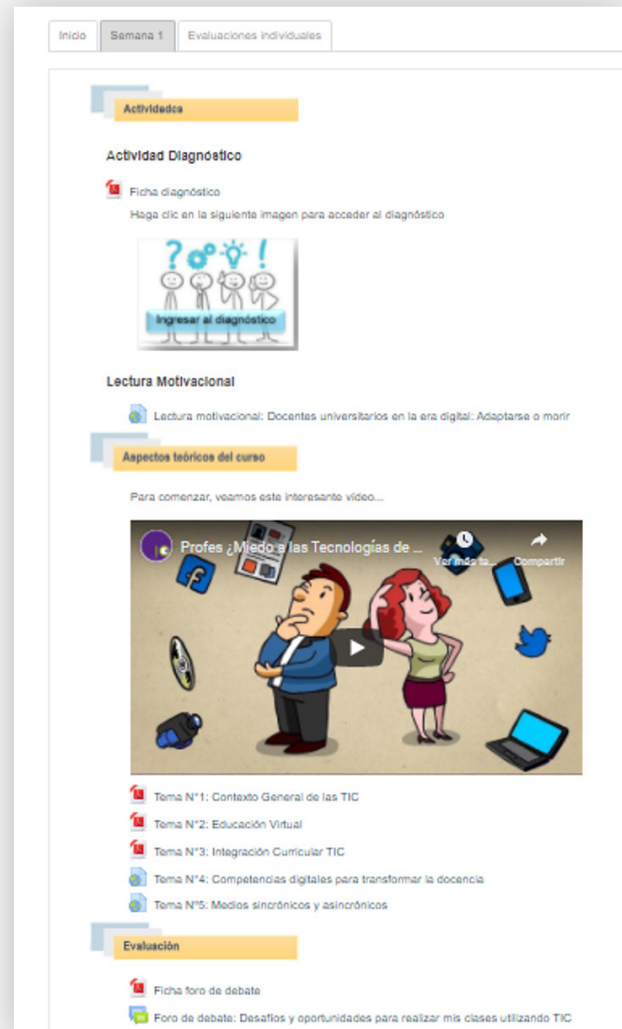 Inicio
Semana 1
Evaluaciones individuales
Actividades
Actividad Diagnóstico
Ficha diagnóstico
Haga clic en la siguiente imagen para acceder al diagnóstico
Ingresar al diagnóstico
Lectura Motivacional
Lectura motivacional: Docentes universitarios en la era digital: Adaptarse o morir
Aspectos teóricos del curso
Para comenzar, veamos este interesante vídeo...
Profes ¿Miedo a las Tecnologías de ...
Ver más ta...
Compartir
Tema N°1: Contexto General de las TIC
Tema N°2: Educación Virtual
Tema N°3: Integración Curricular TIC
Tema N°4: Competencias digitales para transformar la docencia
Tema N°5: Medios sincrónicos y asincrónicos
Evaluación
Ficha foro de debate
Foro de debate: Desafíos y oportunidades para realizar mis clases utilizando TIC